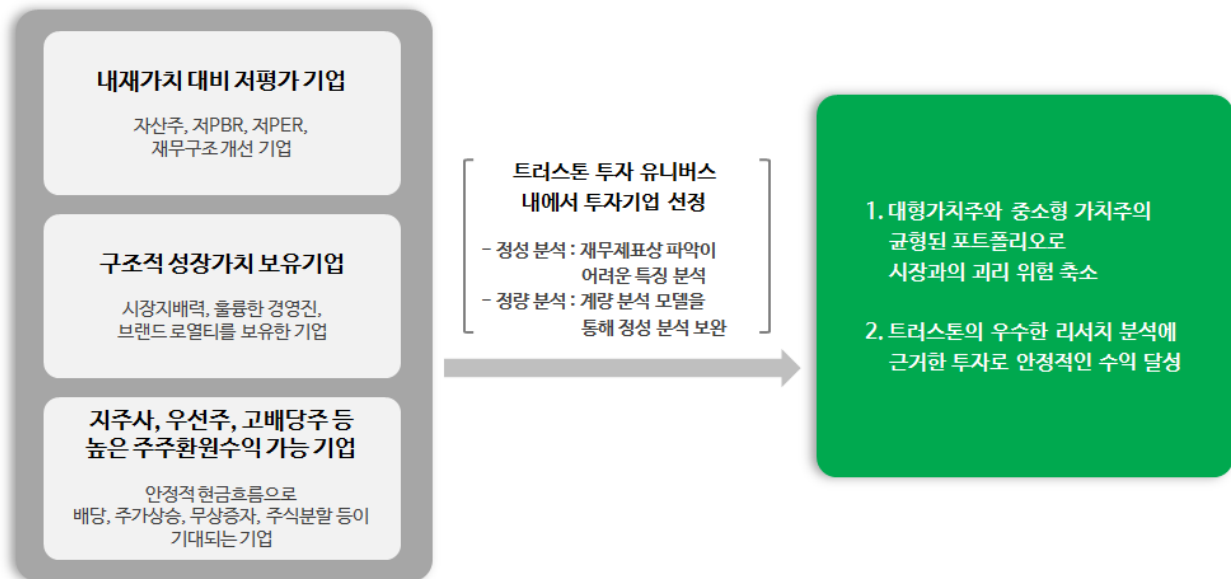 내재가치 대비 저평가 기업
자산주, 저PBR, 저PER,
재무구조 개선 기업
구조적 성장가치 보유기업
시장지배력, 훌륭한 경영진,
브랜드 로열티를 보유한 기업
지주사, 우선주, 고배당주 등
높은 주주환원수익 가능 기업
안정적 현금흐름으로
배당, 주가상승, 무상증자, 주식분할 등이
기대되는 기업
트러스톤 투자 유니버스
내에서 투자기업 선정
- 정성 분석 : 재무제표상 파악이
어려운 특징 분석
- 정량 분석 : 계량 분석 모델을
통해 정성 분석 보완
1. 대형가치주와 중소형 가치주의
균형된 포트폴리오로
시장과의 괴리 위험 축소
2. 트러스톤의 우수한 리서치 분석에
근거한 투자로 안정적인 수익 달성